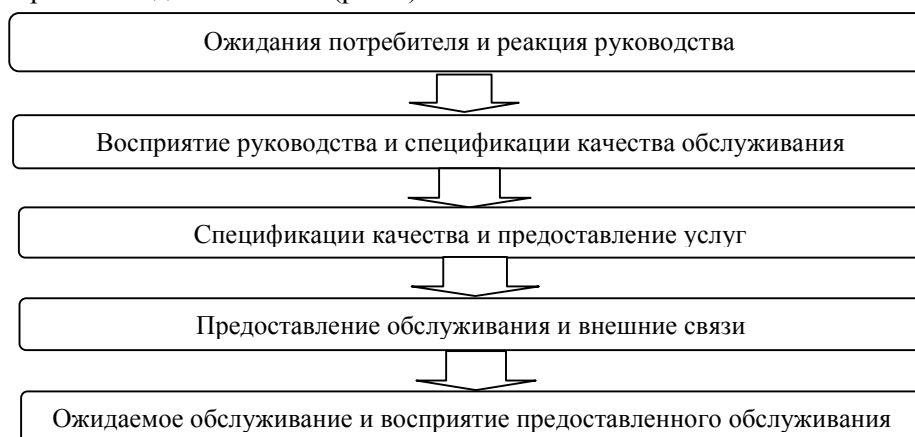 Ожидания потребителя и реакция руководства
Восприятие руководства и спецификации качества обслуживания
Спецификации качества и предоставление услуг
Предоставление обслуживания и внешние связи
Ожидаемое обслуживание и восприятие предоставленного обслуживания